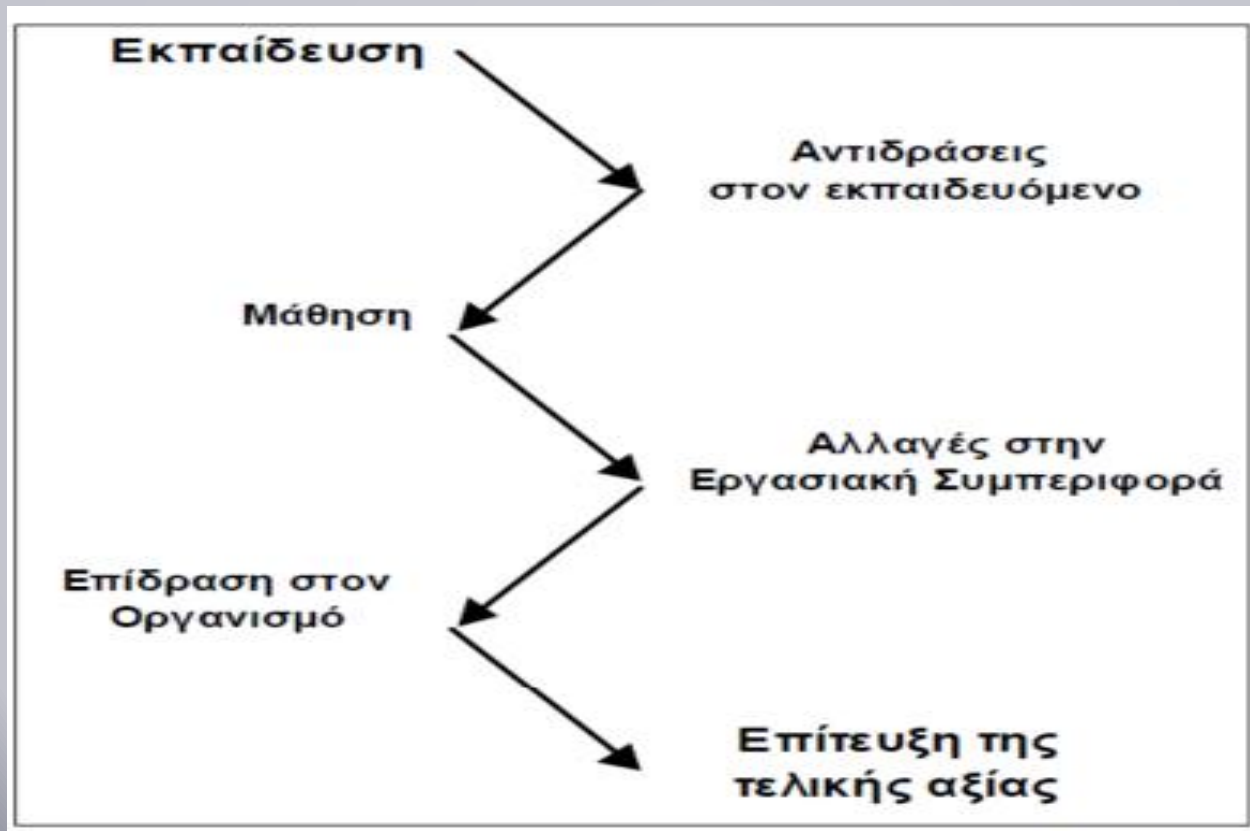 Εκπαίδευση
Αντιδράσεις
στον εκπαιδευόμενο
Μάθηση
Αλλαγές στην
Εργασιακή Συμπεριφορά
Επίδραση στον
Οργανισμό
Επίτευξη της
τελικής αξίας